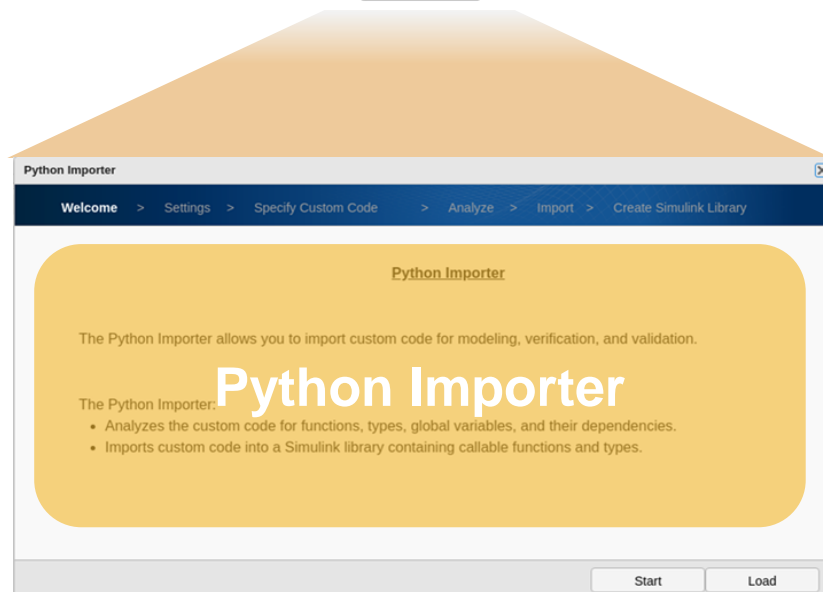 Python Importer
Welcome > Settings > Specify Custom Code > Analyze > Import > Create Simulink Library
Python Importer
The Python Importer allows you to import custom code for modeling, verification, and validation.
Python Importer
The Python Importer:
• Analyzes the custom code for functions, types, global variables, and their dependencies.
• Imports custom code into a Simulink library containing callable functions and types.
Start Load